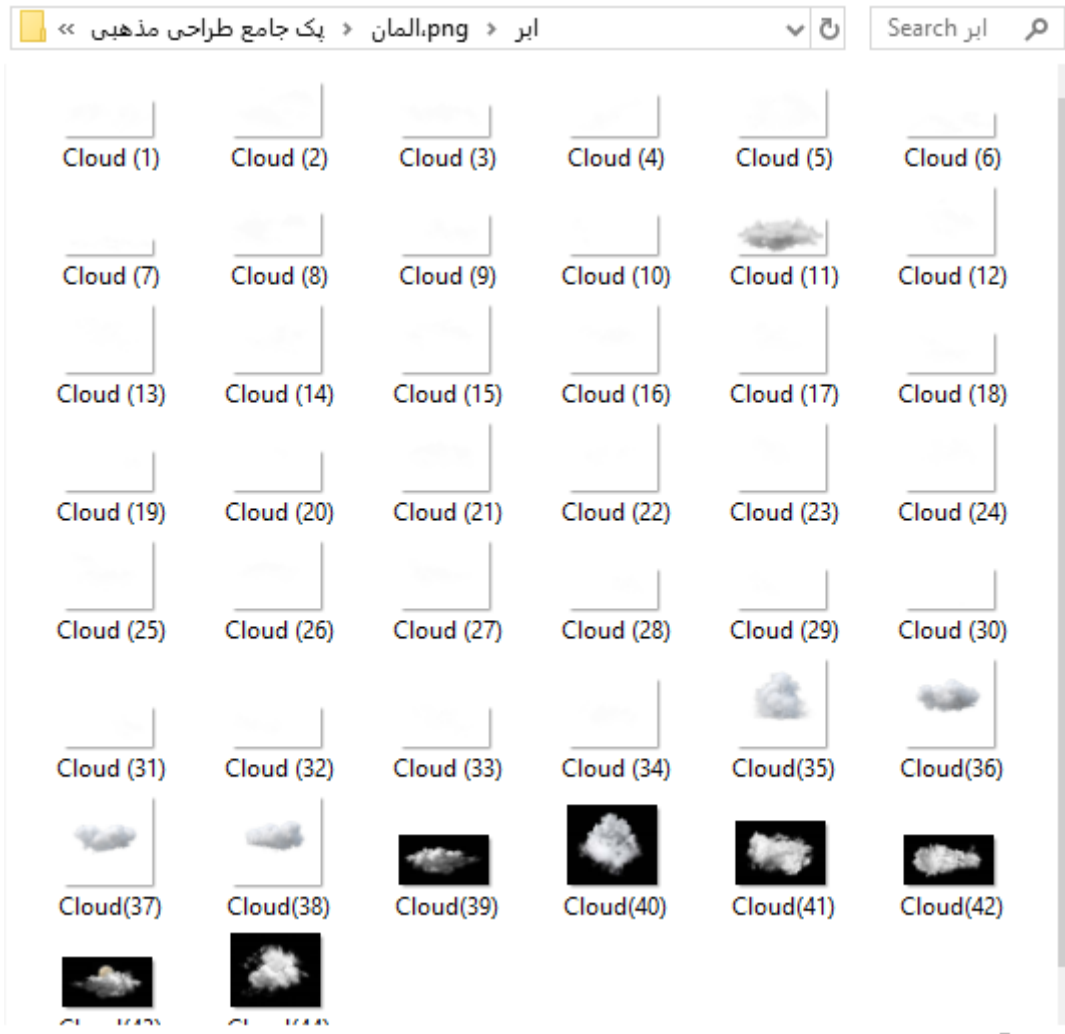 » پک جامع طراحی مذهبی › المان،png › ابر
Search ابر
Cloud (1) Cloud (2) Cloud (3) Cloud (4) Cloud (5) Cloud (6)
Cloud (7) Cloud (8) Cloud (9) Cloud (10) Cloud (11) Cloud (12)
Cloud (13) Cloud (14) Cloud (15) Cloud (16) Cloud (17) Cloud (18)
Cloud (19) Cloud (20) Cloud (21) Cloud (22) Cloud (23) Cloud (24)
Cloud (25) Cloud (26) Cloud (27) Cloud (28) Cloud (29) Cloud (30)
Cloud (31) Cloud (32) Cloud (33) Cloud (34) Cloud(35) Cloud(36)
Cloud(37) Cloud(38) Cloud(39) Cloud(40) Cloud(41) Cloud(42)
Cloud(43) Cloud(44)